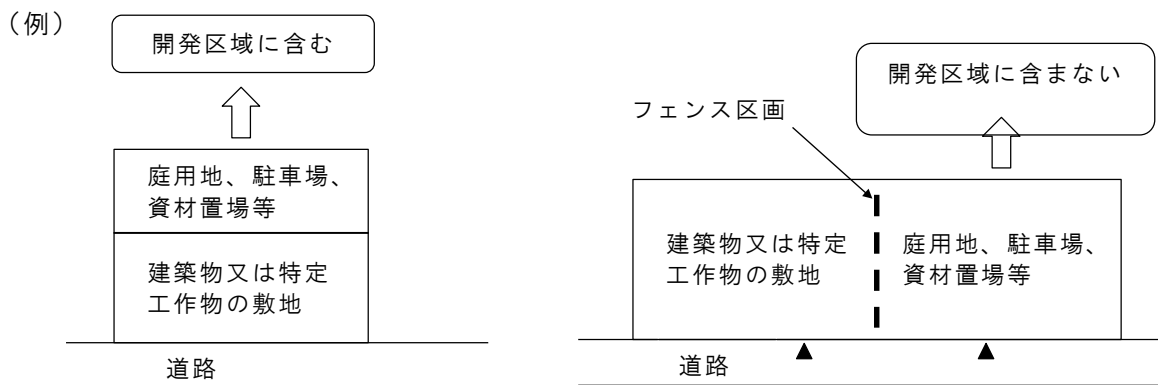 （例）
開発区域に含む
庭用地、駐車場、
資材置場等
建築物又は特定
工作物の敷地
道路
開発区域に含まない
フェンス区画
建築物又は特定
工作物の敷地
庭用地、駐車場、
資材置場等
道路